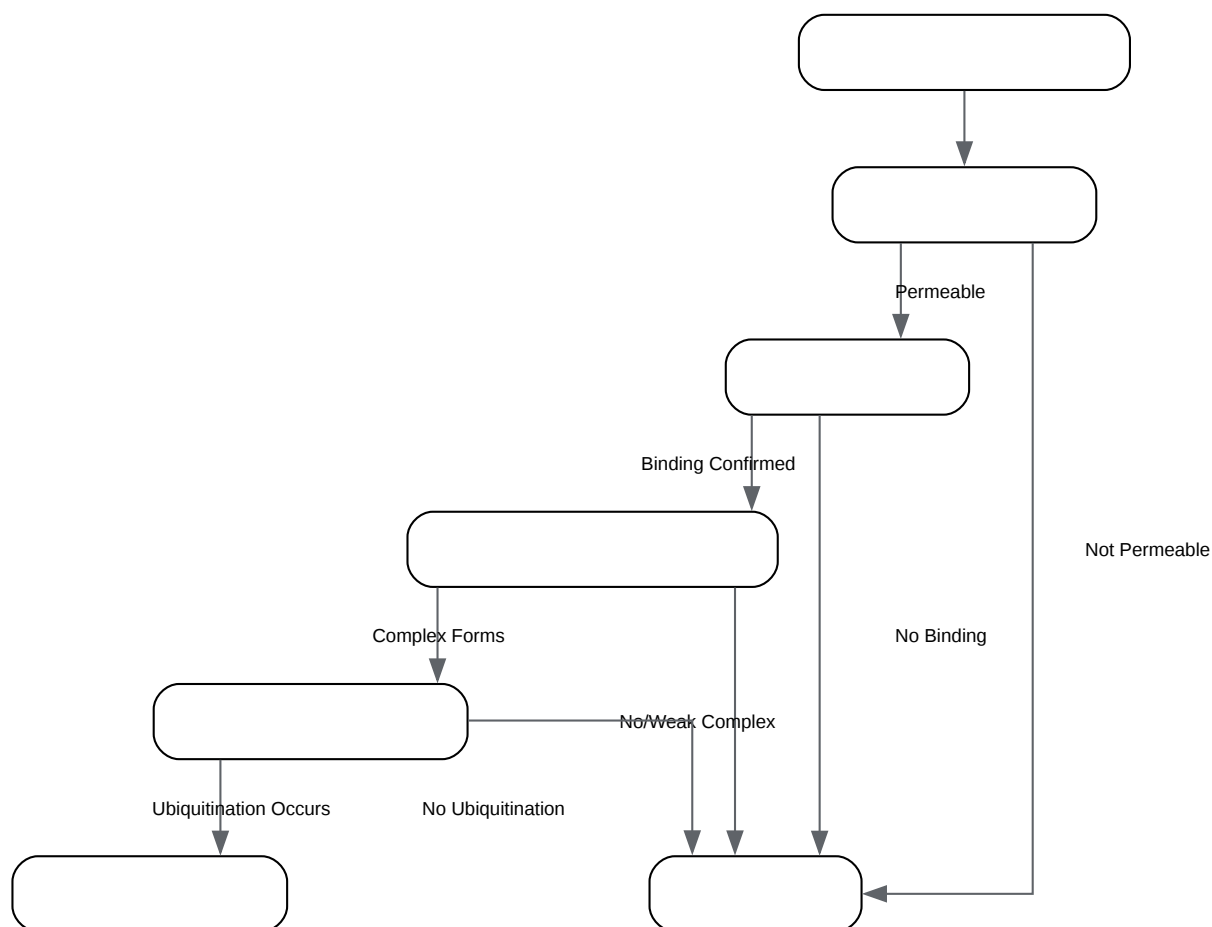 Permeable
Binding Confirmed
Not Permeable
Complex Forms
No Binding
No/Weak Complex
Ubiquitination Occurs
No Ubiquitination